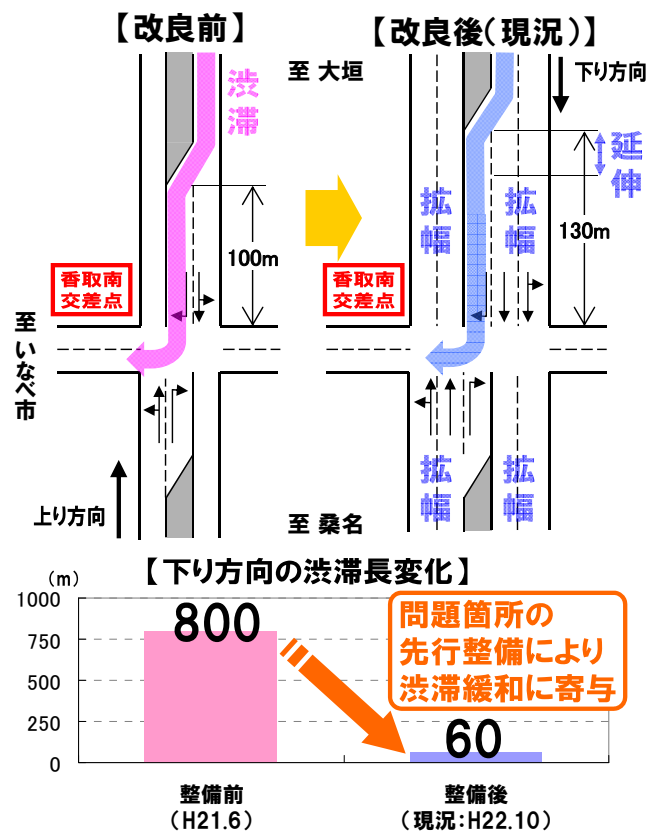 【改良前】
【改良後(現況)】
至 大垣
下り方向
渋滞
延伸
拡幅
拡幅
100m
130m
香取南
交差点
香取南
交差点
至 いなべ市
上り方向
拡幅
拡幅
至 桑名
【下り方向の渋滞長変化】
(m)
1000
750
500
250
0
800
60
問題箇所の
先行整備により
渋滞緩和に寄与
整備前
(H21.6)
整備後
(現況:H22.10)